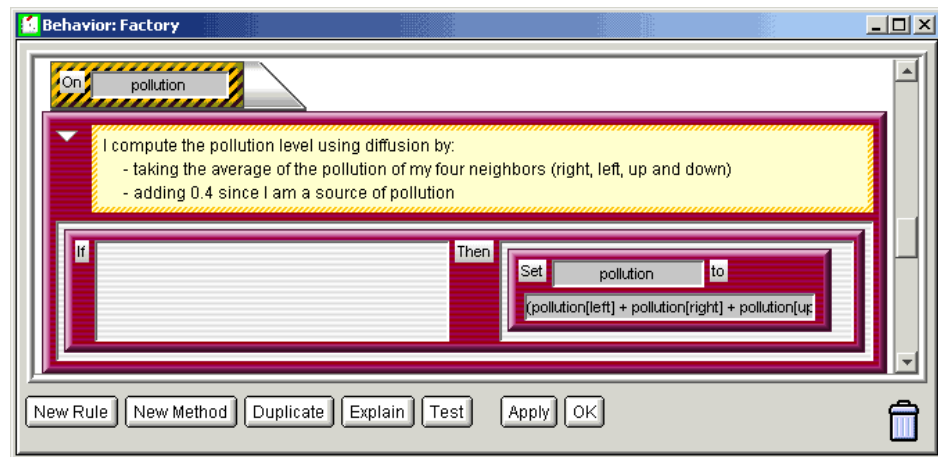 Behavior: Factory
On pollution
I compute the pollution level using diffusion by:
- taking the average of the pollution of my four neighbors (right, left, up and down)
- adding 0.4 since I am a source of pollution
If Then
Set pollution to
(pollution[left] + pollution[right] + pollution[up
New Rule New Method Duplicate Explain Test Apply OK